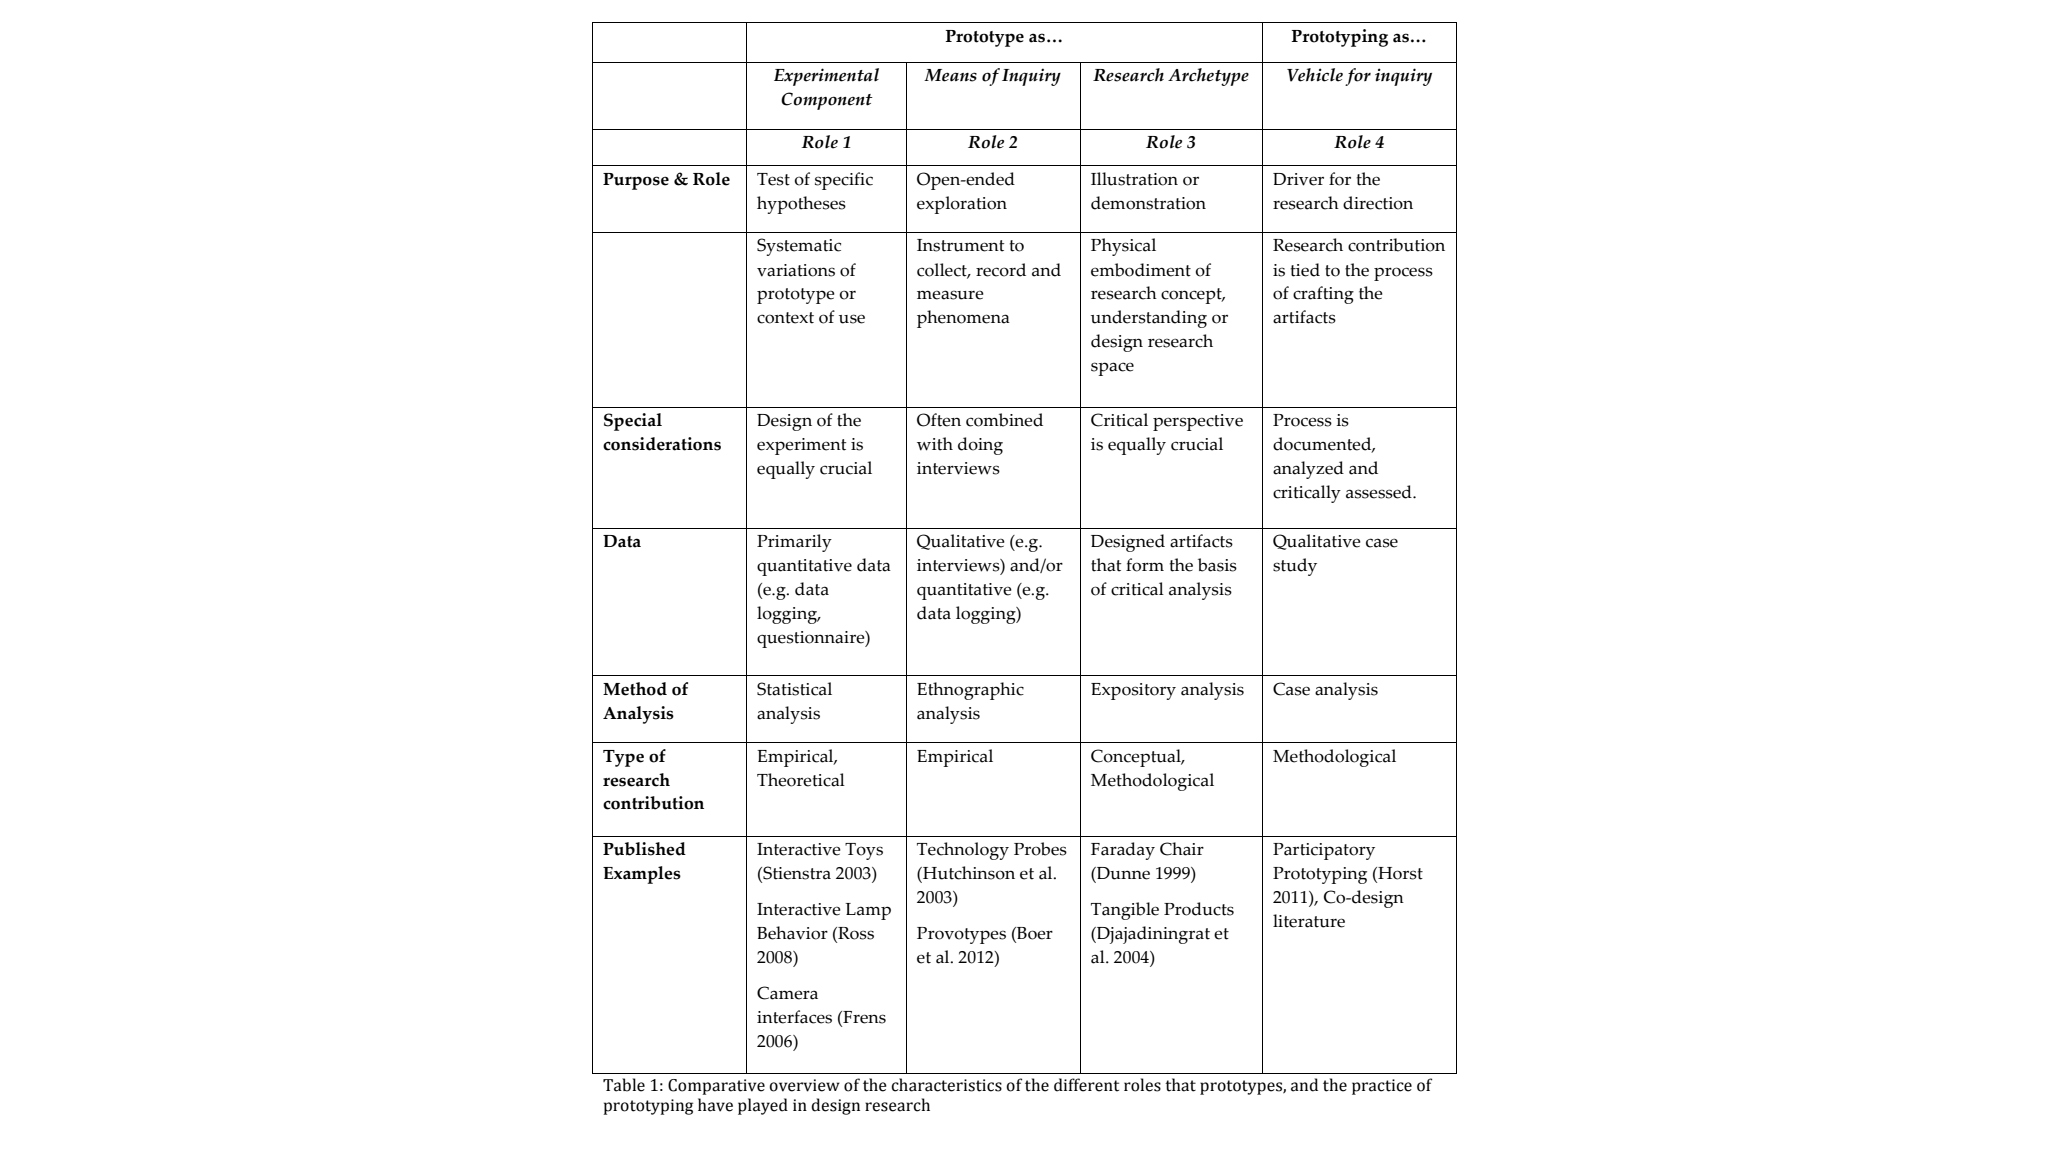 Prototype as…
Prototyping as…
Experimental
Component
Means of Inquiry
Research Archetype
Vehicle for inquiry
Role 1
Role 2
Role 3
Role 4
Purpose & Role
Test of specific
hypotheses
Open-ended
exploration
Illustration or
demonstration
Driver for the
research direction
Systematic
variations of
prototype or
context of use
Instrument to
collect, record and
measure
phenomena
Physical
embodiment of
research concept,
understanding or
design research
space
Research contribution
is tied to the process
of crafting the
artifacts
Special
considerations
Design of the
experiment is
equally crucial
Often combined
with doing
interviews
Critical perspective
is equally crucial
Process is
documented,
analyzed and
critically assessed.
Data
Primarily
quantitative data
(e.g. data
logging,
questionnaire)
Qualitative (e.g.
interviews) and/or
quantitative (e.g.
data logging)
Designed artifacts
that form the basis
of critical analysis
Qualitative case
study
Method of
Analysis
Statistical
analysis
Ethnographic
analysis
Expository analysis
Case analysis
Type of
research
contribution
Empirical,
Theoretical
Empirical
Conceptual,
Methodological
Methodological
Published
Examples
Interactive Toys
(Stienstra 2003)
Interactive Lamp
Behavior (Ross
2008)
Camera
interfaces (Frens
2006)
Technology Probes
(Hutchinson et al.
2003)
Provotypes (Boer
et al. 2012)
Faraday Chair
(Dunne 1999)
Tangible Products
(Djajadiningrat et
al. 2004)
Participatory
Prototyping (Horst
2011), Co-design
literature
Table 1: Comparative overview of the characteristics of the different roles that prototypes, and the practice of
prototyping have played in design research